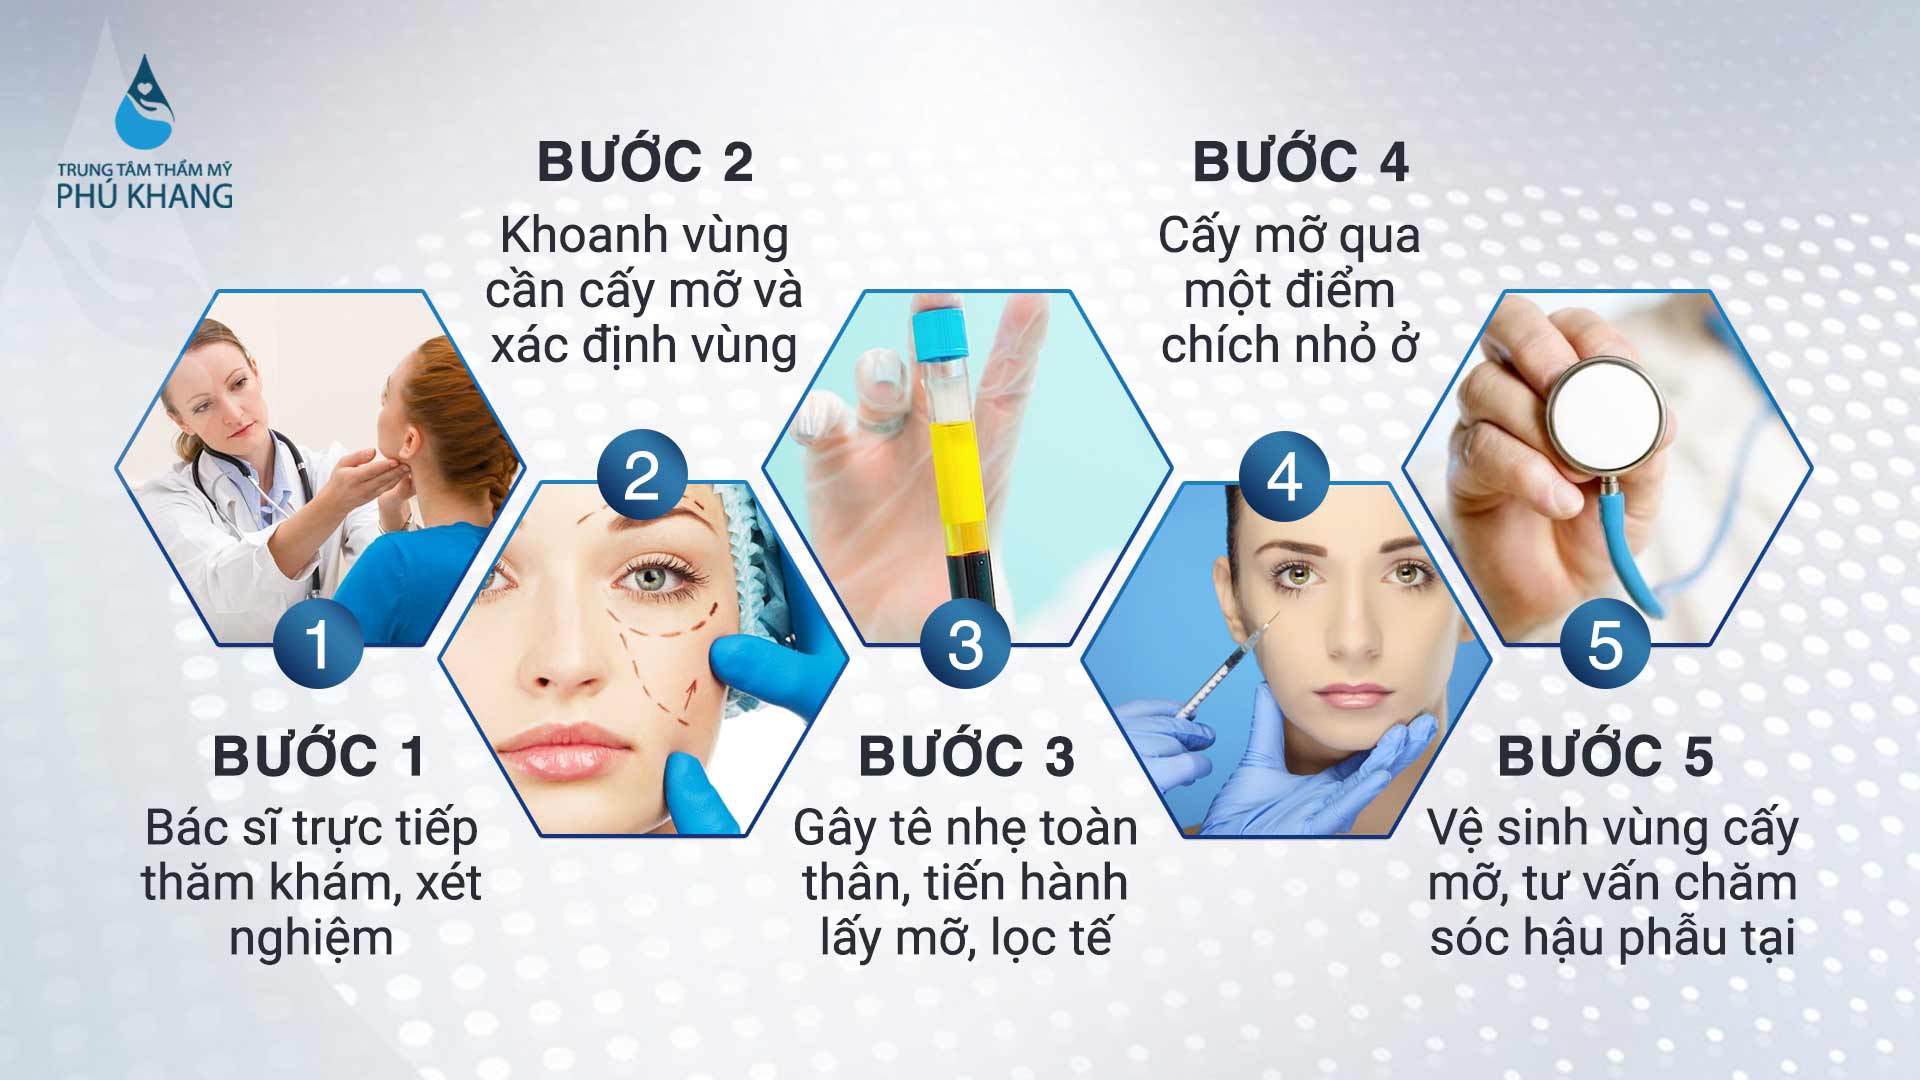 TRUNG TÂM THẨM MỸ
PHÚ KHANG
1
BƯỚC 1
Bác sĩ trực tiếp
thăm khám, xét
nghiệm
BƯỚC 2
Khoanh vùng
cần cấy mỡ và
xác định vùng
2
3
BƯỚC 3
Gây tê nhẹ toàn
thân, tiến hành
lấy mỡ, lọc tế
BƯỚC 4
Cấy mỡ qua
một điểm
chích nhỏ ở
4
5
BƯỚC 5
Vệ sinh vùng cấy
mỡ, tư vấn chăm
sóc hậu phẫu tại